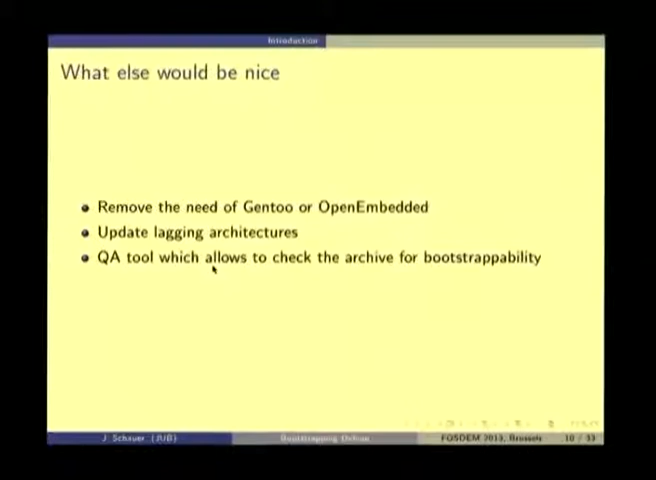 Introduction
What else would be nice
Remove the need of Gentoo or OpenEmbedded
Update lagging architectures
QA tool which allows to check the archive for bootstrappability
J. Schauer (JUB)
Bootstrapping Debian
FOSDEM 2013, Brussels
10 / 33